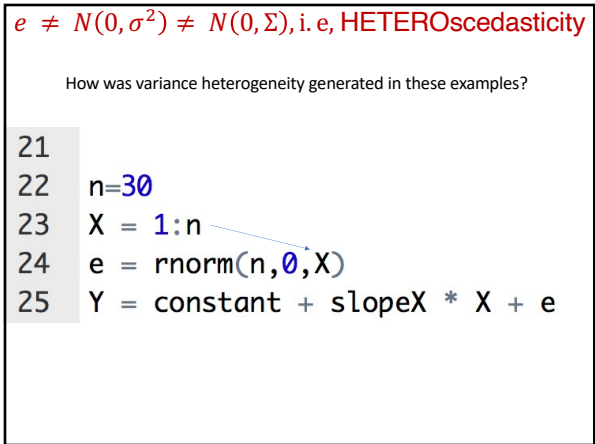 e ≠ N(0, σ²) ≠ N(0, Σ), i. e, HETEROscedasticity
How was variance heterogeneity generated in these examples?
21
22 n=30
23 X = 1:n
24 e = rnorm(n,0,X)
25 Y = constant + slopeX * X + e